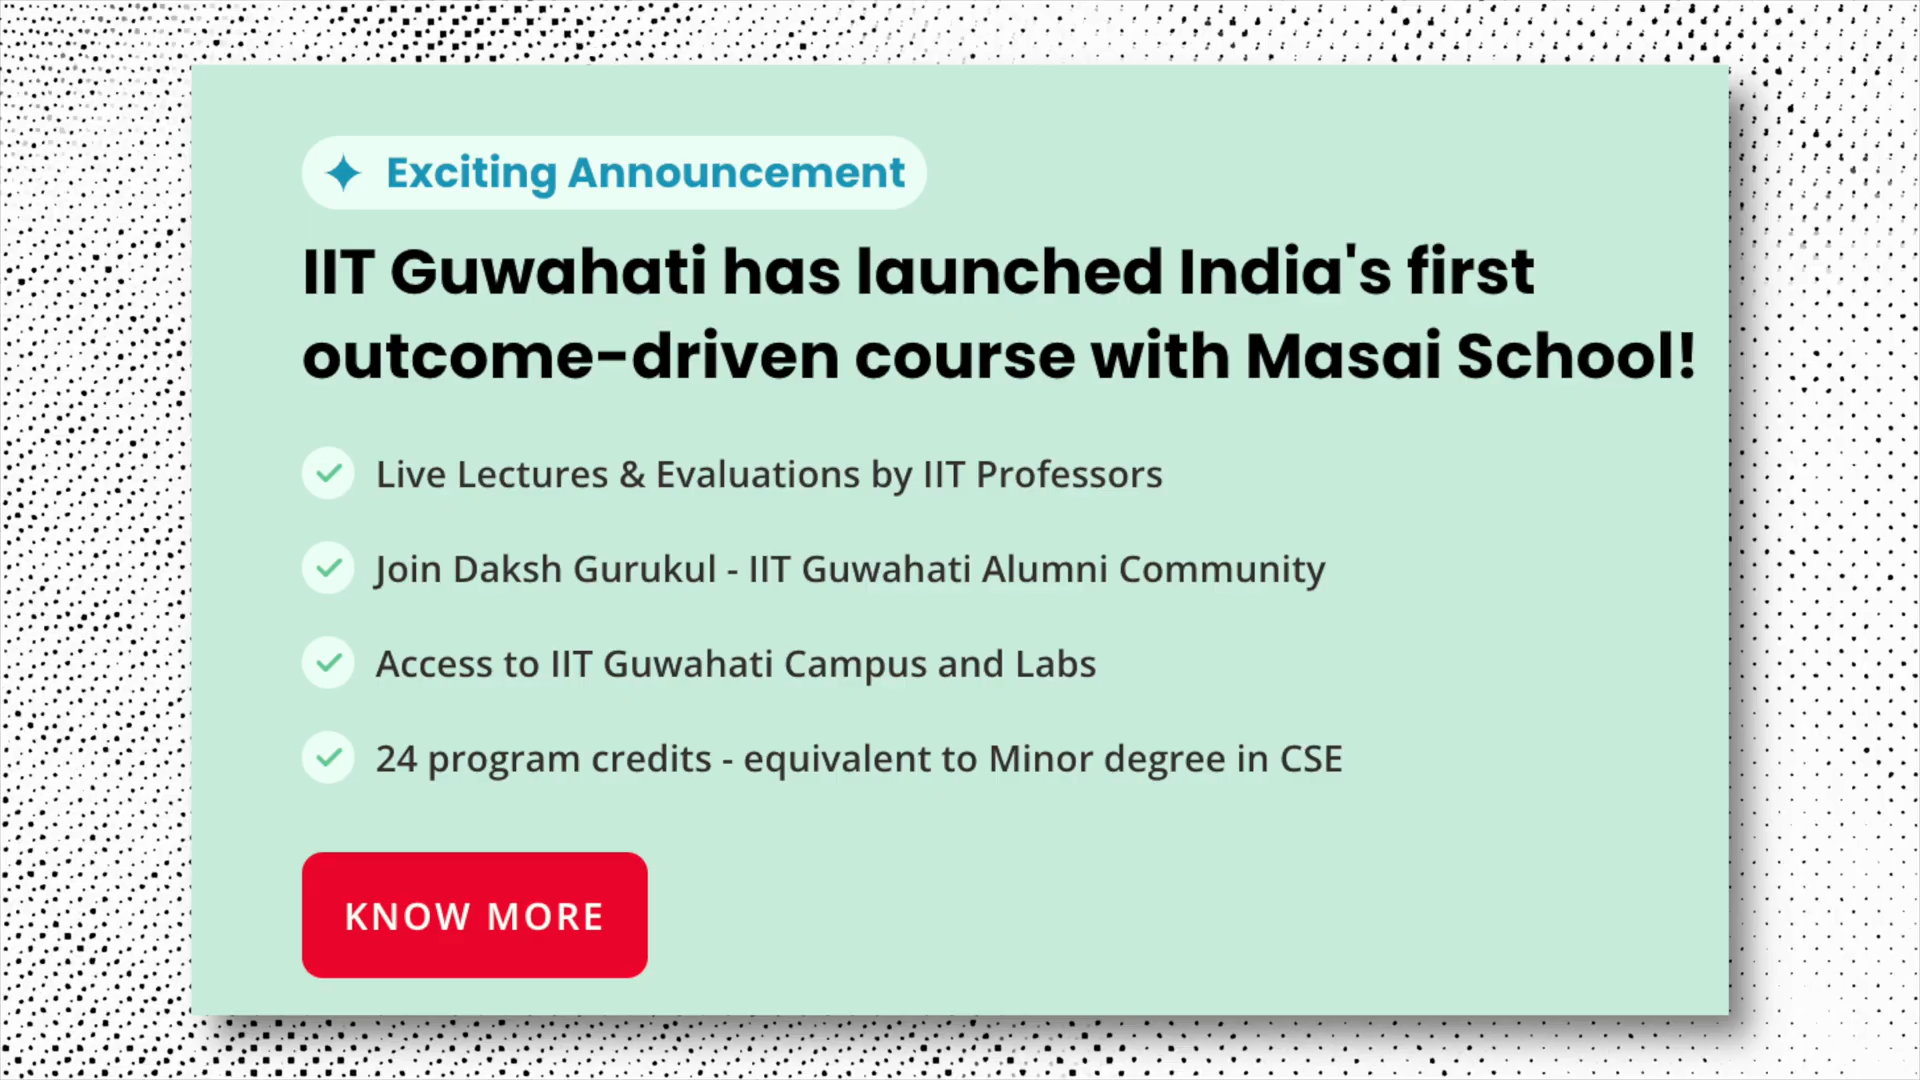 Exciting Announcement
IIT Guwahati has launched India's first
outcome-driven course with Masai School!
Live Lectures & Evaluations by IIT Professors
Join Daksh Gurukul - IIT Guwahati Alumni Community
Access to IIT Guwahati Campus and Labs
24 program credits - equivalent to Minor degree in CSE
KNOW MORE